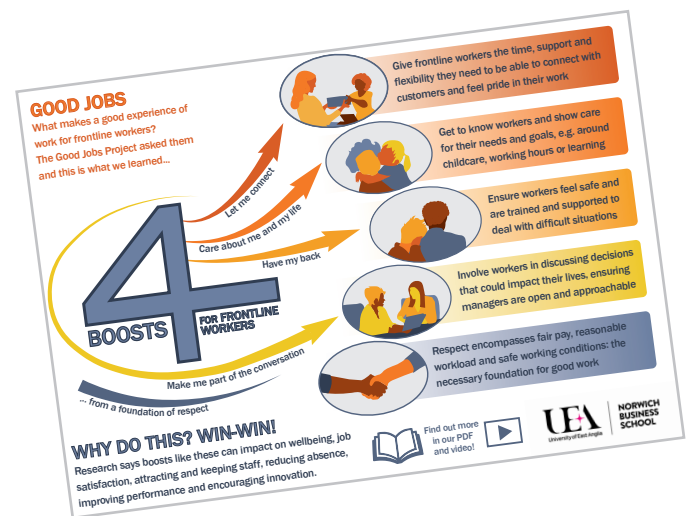 GOOD JOBS
What makes a good experience of
work for frontline workers?
The Good Jobs Project asked them
and this is what we learned...
Give frontline workers the time, support and
flexibility they need to be able to connect with
customers and feel pride in their work
Let me connect
Get to know workers and show care
for their needs and goals, e.g. around
childcare, working hours or learning
Care about me and my life
Ensure workers feel safe and
are trained and supported to
deal with difficult situations
Have my back
4
BOOSTS
FOR FRONTLINE
WORKERS
Involve workers in discussing decisions
that could impact their lives, ensuring
managers are open and approachable
Make me part of the conversation
Respect encompasses fair pay, reasonable
workload and safe working conditions: the
necessary foundation for good work
... from a foundation of respect
WHY DO THIS? WIN-WIN!
Research says boosts like these can impact on wellbeing, job
satisfaction, attracting and keeping staff, reducing absence,
improving performance and encouraging innovation.
Find out more
in our PDF
and video!
UEA
University of East Anglia
NORWICH
BUSINESS
SCHOOL